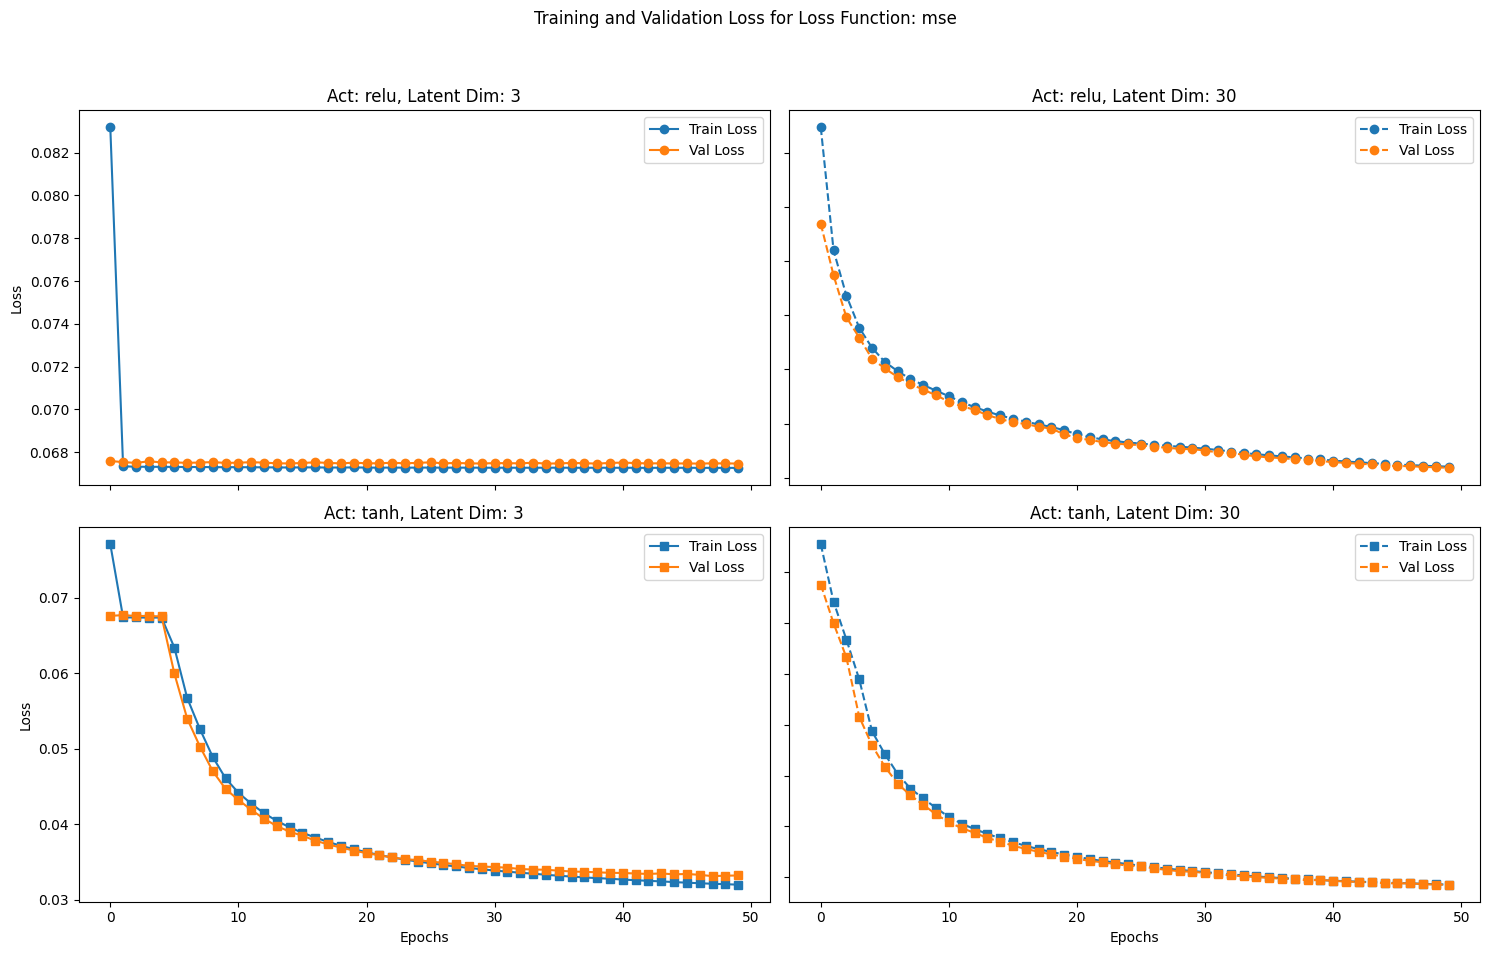 Training and Validation Loss for Loss Function: mse
Act: relu, Latent Dim: 3
Train Loss
Val Loss
0.082
0.080
0.078
0.076
0.074
0.072
0.070
0.068
Loss
Act: relu, Latent Dim: 30
Train Loss
Val Loss
Act: tanh, Latent Dim: 3
Train Loss
Val Loss
0.07
0.06
0.05
0.04
0.03
Loss
0 10 20 30 40 50
Epochs
Act: tanh, Latent Dim: 30
Train Loss
Val Loss
0 10 20 30 40 50
Epochs